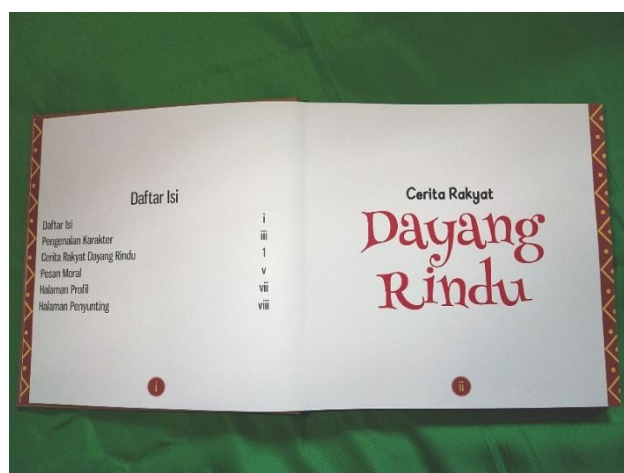 Daftar Isi
Daftar Isi i
Pengenalan Karakter iii
Cerita Rakyat Dayang Rindu 1
Pesan Moral v
Halaman Profil vii
Halaman Penyunting viii
i
Cerita Rakyat
Dayang
Rindu
ii